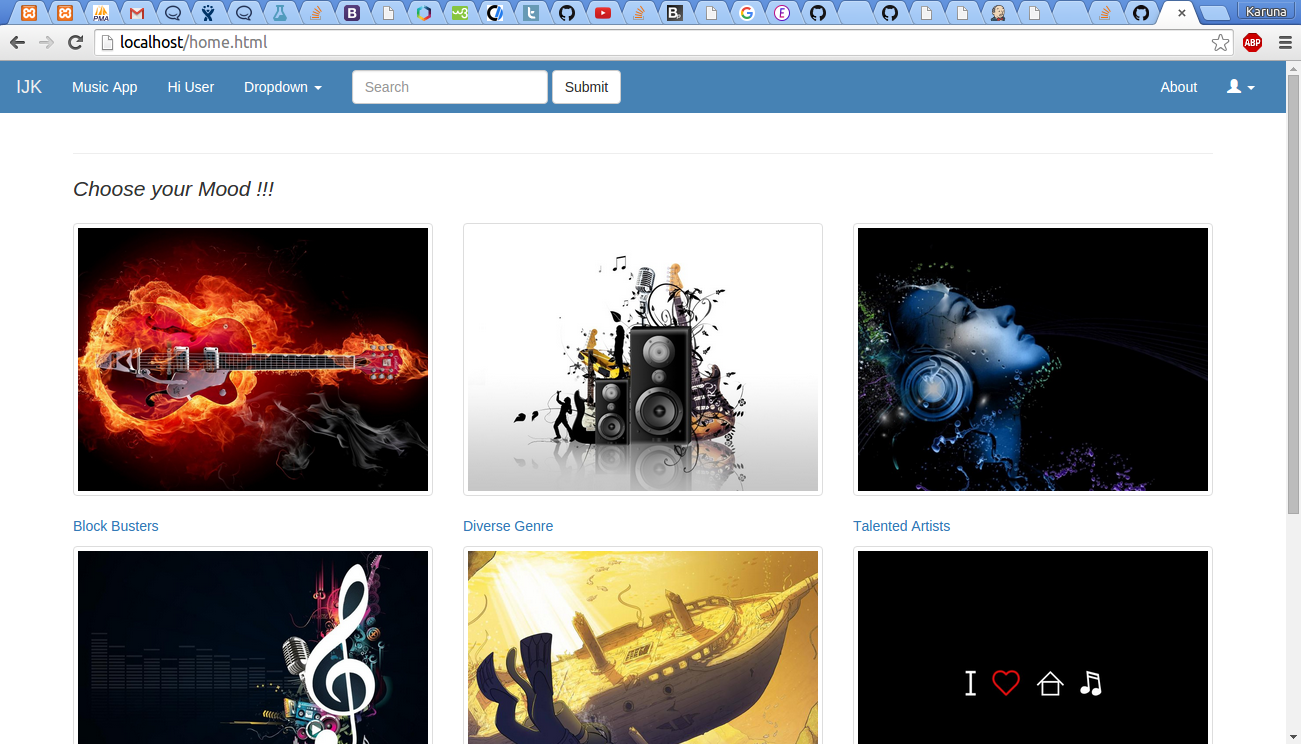 Karuna
localhost/home.html
ABP
IJK Music App Hi User Dropdown Search Submit About
Choose your Mood !!!
Block Busters Diverse Genre Talented Artists
I